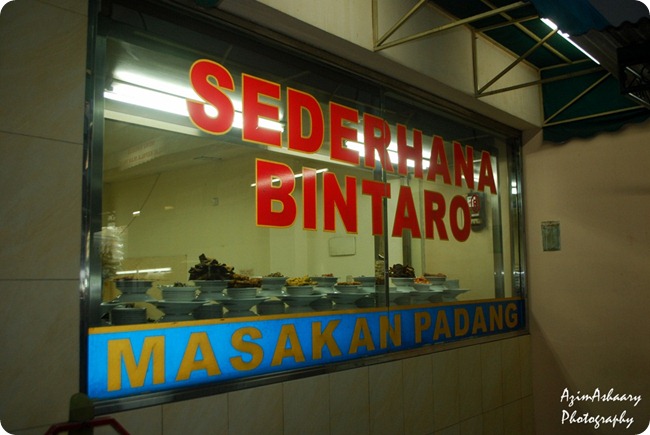 SEDERHANA
BINTARO
MASAKAN PADANG
AzimAshaary
Photography